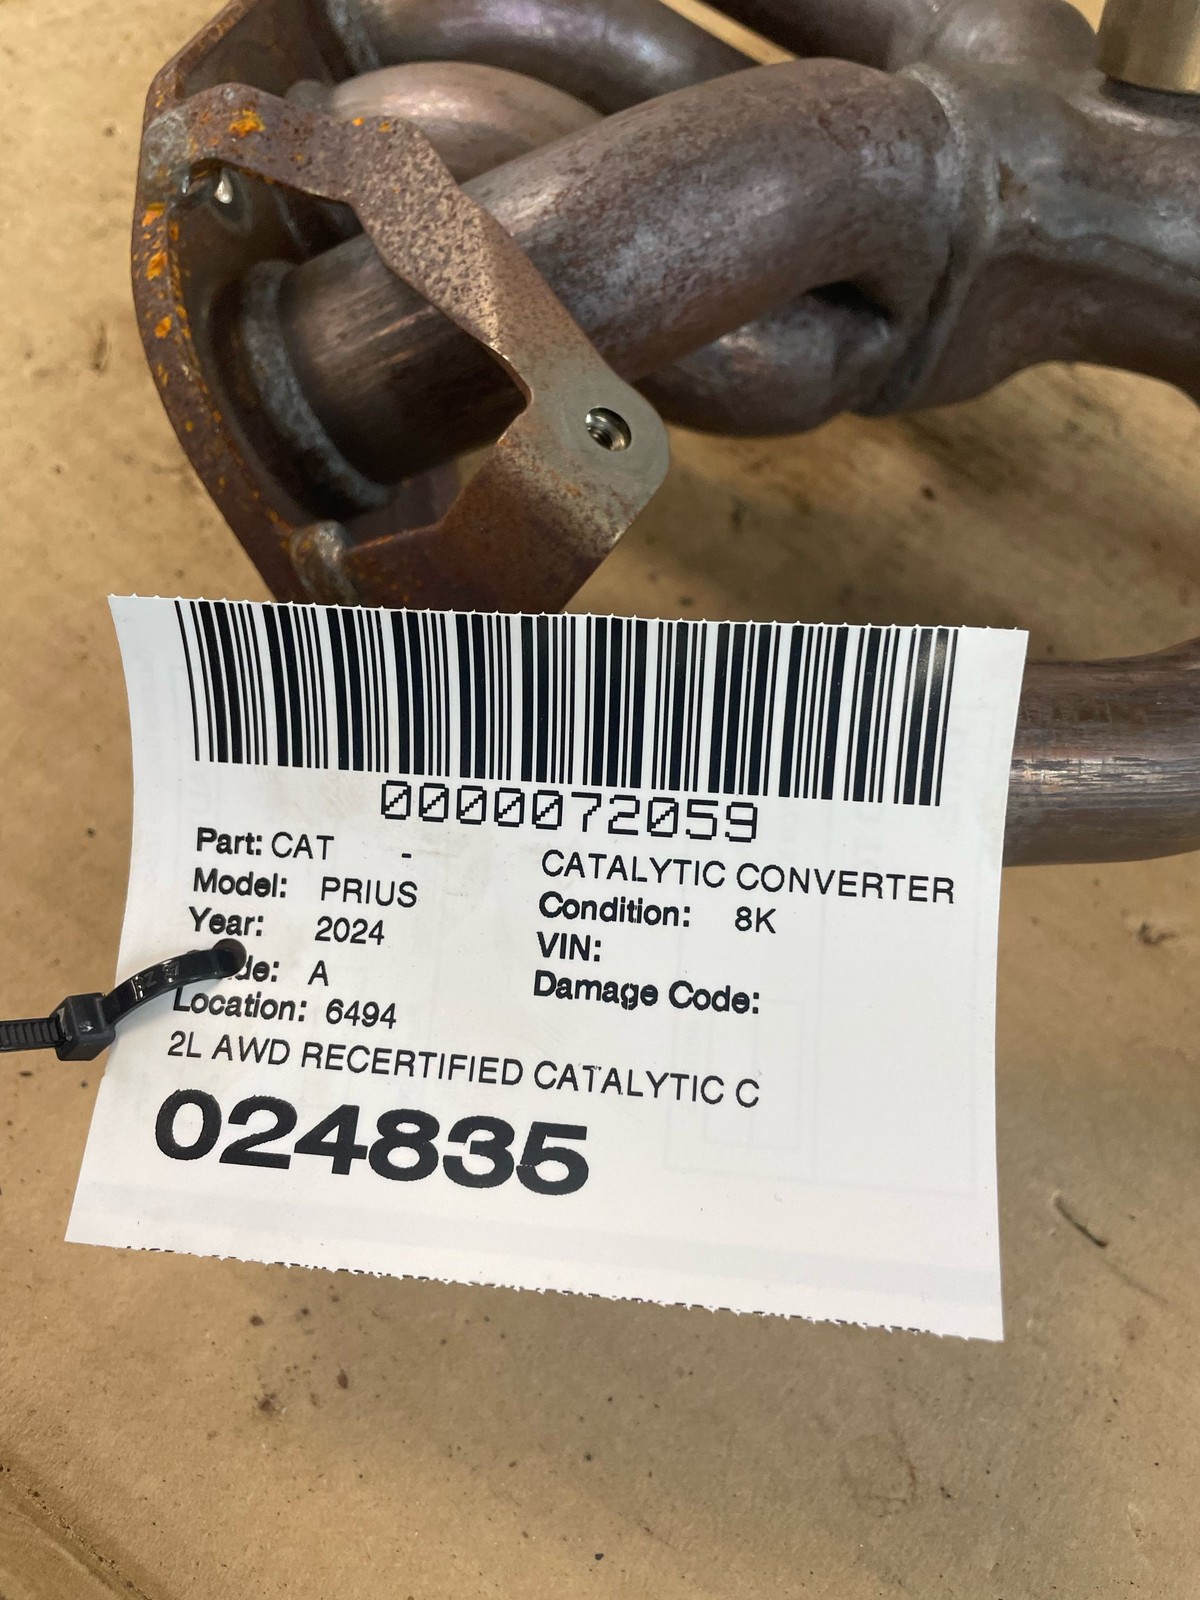 0000072059
Part: CAT - CATALYTIC CONVERTER
Model: PRIUS Condition: 8K
Year: 2024 VIN:
de: A Damage Code:
Location: 6494
2L AWD RECERTIFIED CATALYTIC C
024835